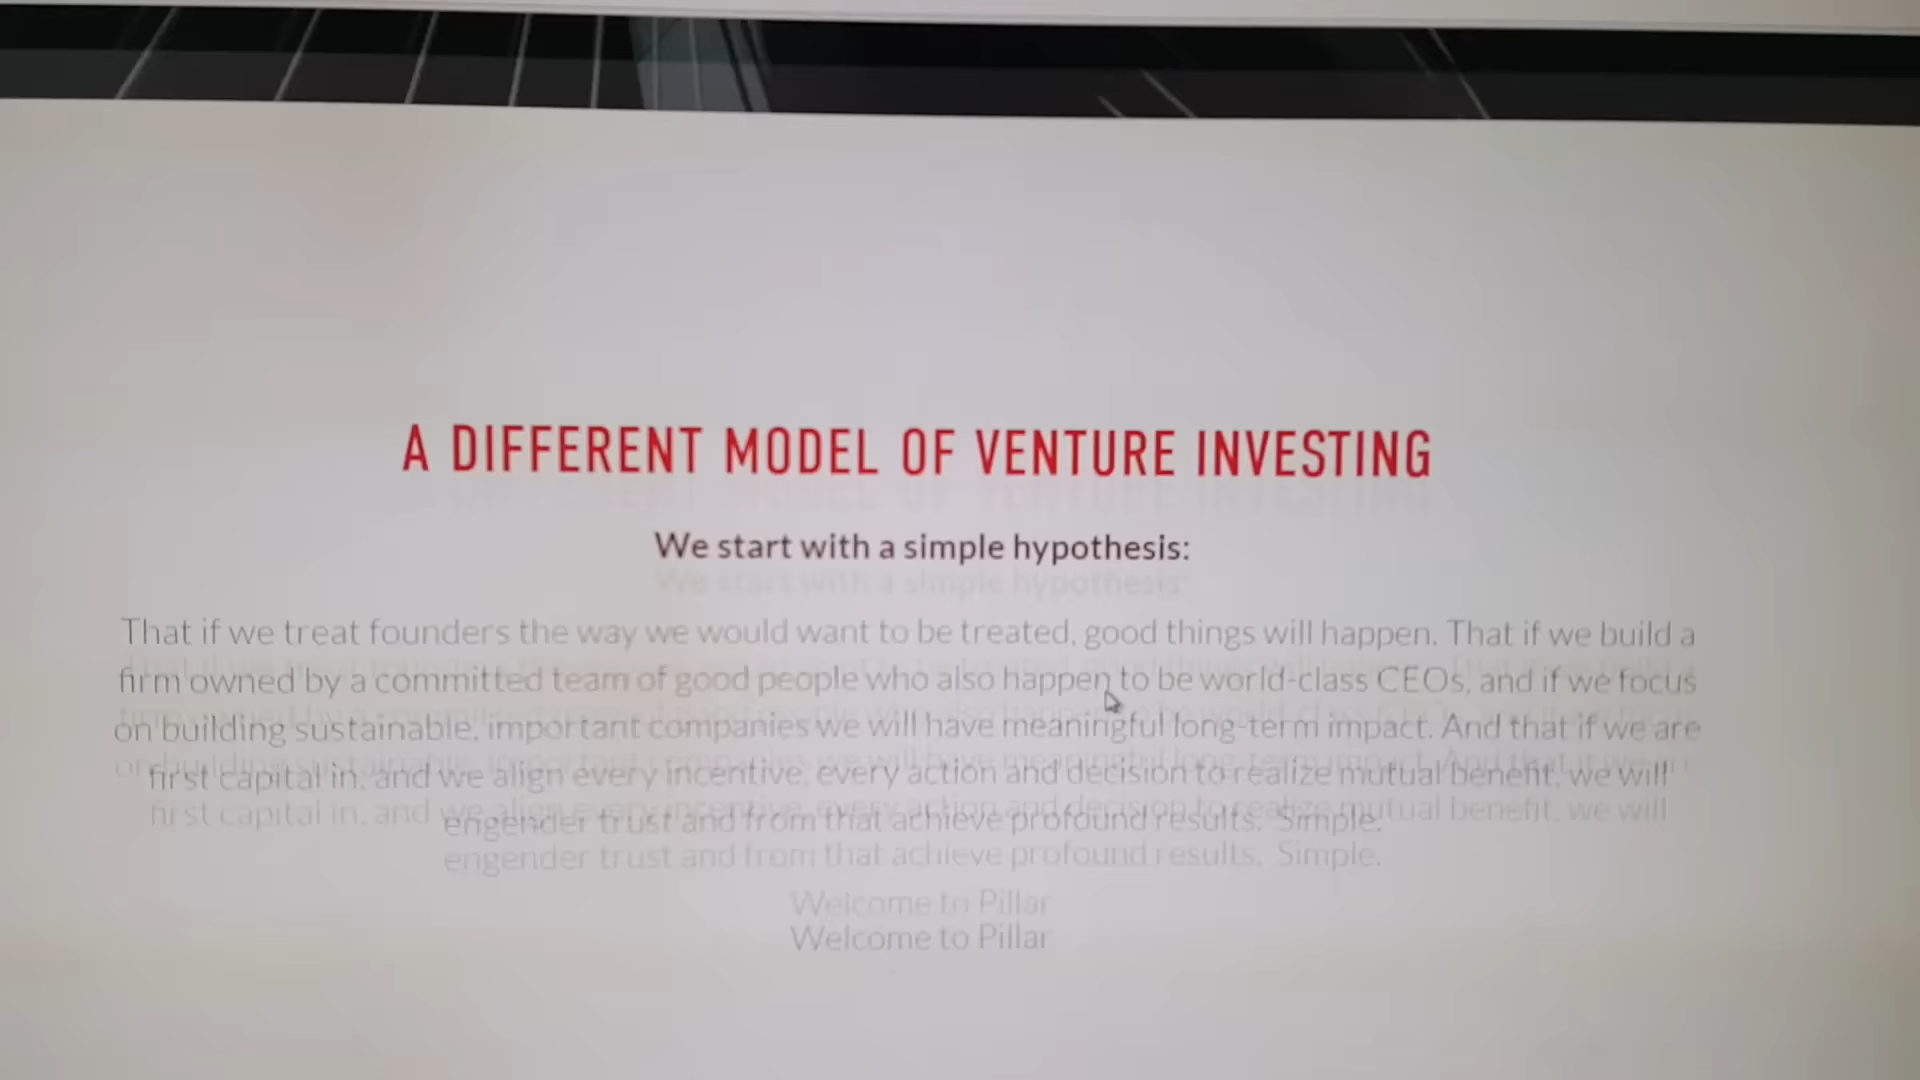 A DIFFERENT MODEL OF VENTURE INVESTING
We start with a simple hypothesis:
That if we treat founders the way we would want to be treated, good things will happen. That if we build a
firm owned by a committed team of good people who also happen to be world-class CEOs, and if we focus
on building sustainable, important companies we will have meaningful long-term impact. And that if we are
first capital in, and we align every incentive, every action and decision to realize mutual benefit, we will
engender trust and from that achieve profound results. Simple.
Welcome to Pillar